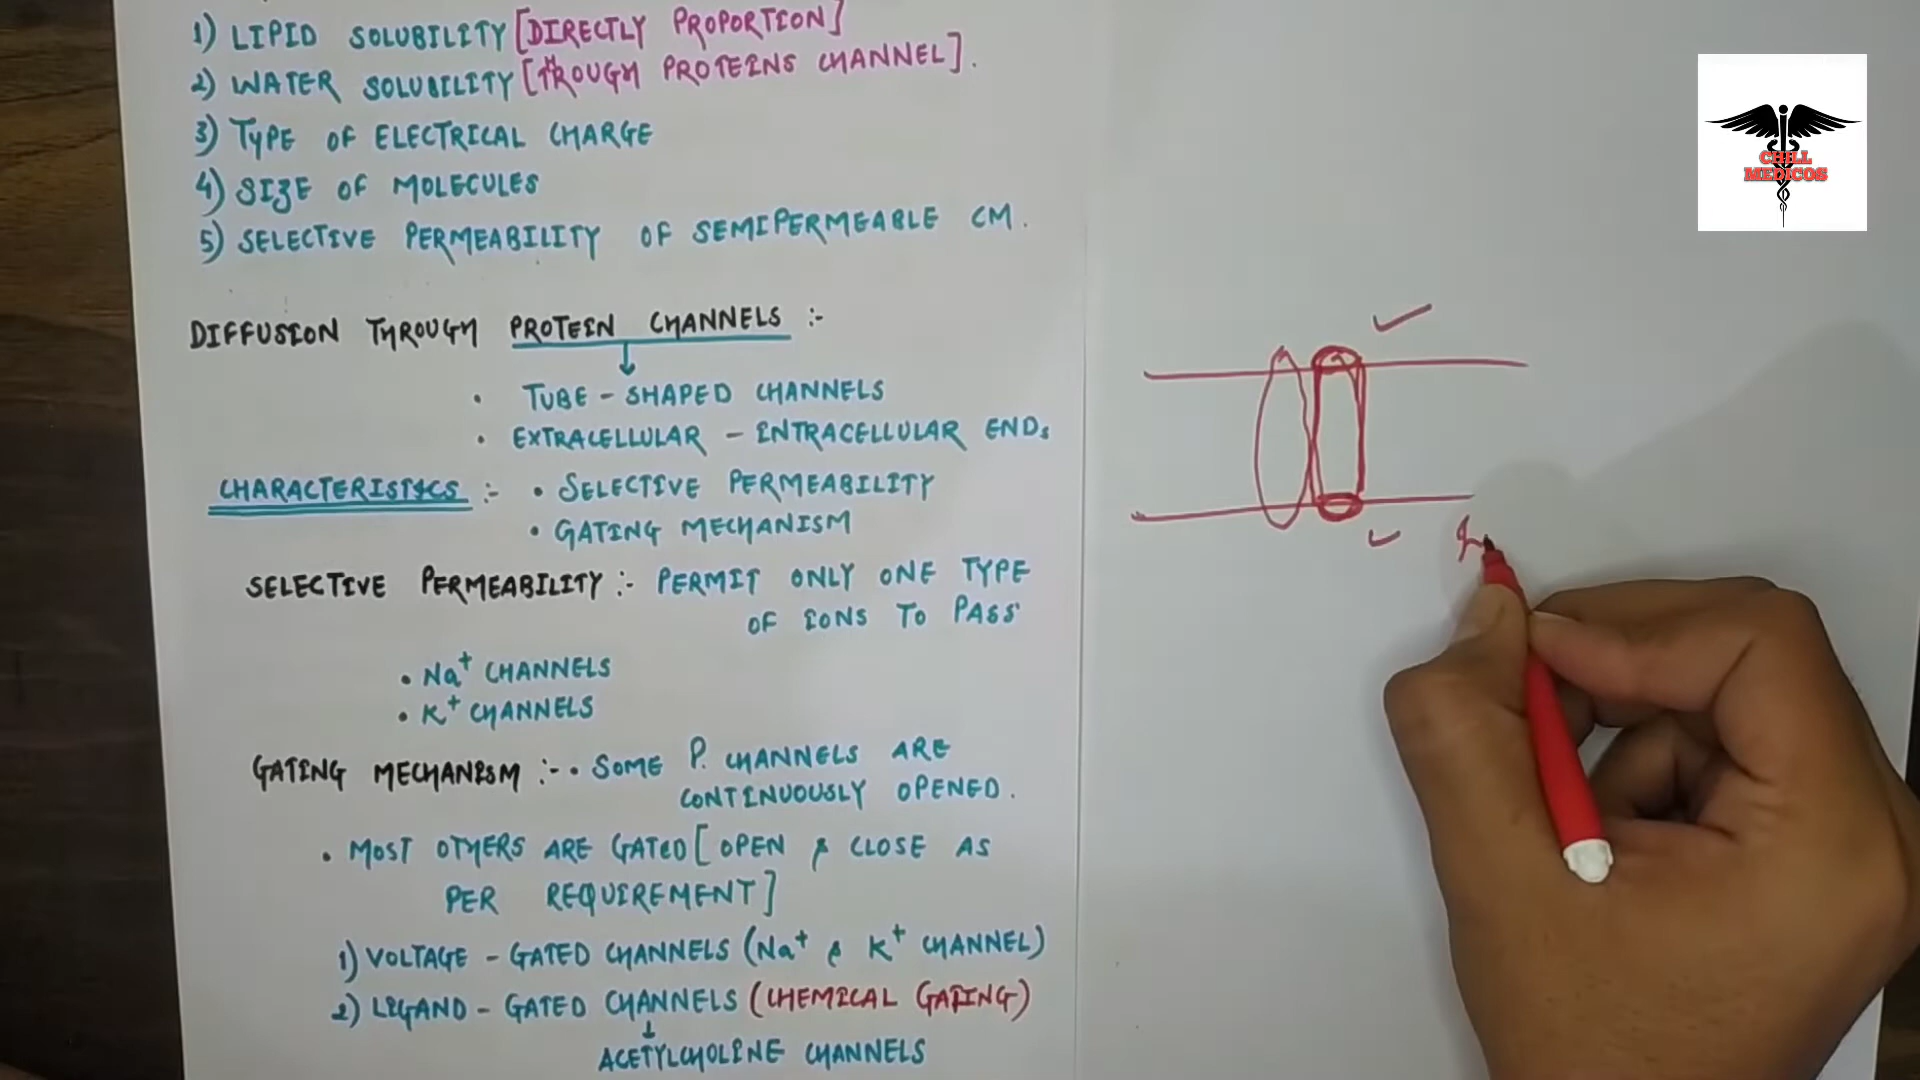 1) LIPID SOLUBILITY [DIRECTLY PROPORTION]
2) WATER SOLUBILITY [THROUGH PROTEINS CHANNEL].
3) TYPE OF ELECTRICAL CHARGE
4) SIZE OF MOLECULES
5) SELECTIVE PERMEABILITY OF SEMIPERMEABLE CM.
DIFFUSION THROUGH PROTEIN CHANNELS :-
• TUBE - SHAPED CHANNELS
• EXTRACELLULAR - INTRACELLULAR ENDs
CHARACTERISTICS :- • SELECTIVE PERMEABILITY
• GATING MECHANISM
SELECTIVE PERMEABILITY :- PERMIT ONLY ONE TYPE
OF IONS TO PASS
• Na+ CHANNELS
• K+ CHANNELS
GATING MECHANISM :- • SOME P. CHANNELS ARE
CONTINUOUSLY OPENED.
• MOST OTHERS ARE GATED [OPEN & CLOSE AS
PER REQUIREMENT]
1) VOLTAGE - GATED CHANNELS (Na+ & K+ CHANNEL)
2) LIGAND - GATED CHANNELS (CHEMICAL GATING)
↓
ACETYLCHOLINE CHANNELS
CHILL
MEDICOS